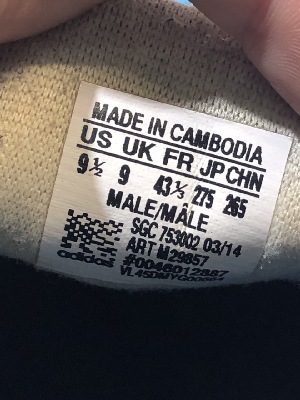 MADE IN CAMBODIA
US UK FR JP CHN
9½ 9 43⅓ 275 265
MALE/MÂLE
SGC 753002 03/14
ART M29857
#0046012887
adidas